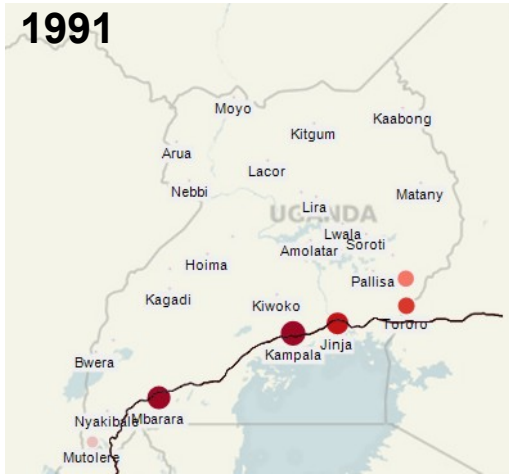 1991
Moyo
Kaabong
Kitgum
Arua
Lacor
Nebbi
Matany
Lira
UGANDA
Lwala
Soroti
Amolatar
Hoima
Pallisa
Kagadi
Kiwoko
Tororo
Jinja
Kampala
Bwera
Nyakibale
Mbarara
Mutolere